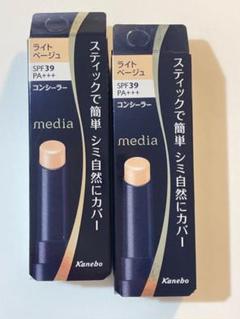 ライト
ベージュ
SPF39
PA+++
コンシーラー
media
スティックで簡単 シミ自然にカバー
Kanebo
ライト
ベージュ
SPF39
PA+++
コンシーラー
media
スティックで簡単 シミ自然にカバー
Kanebo